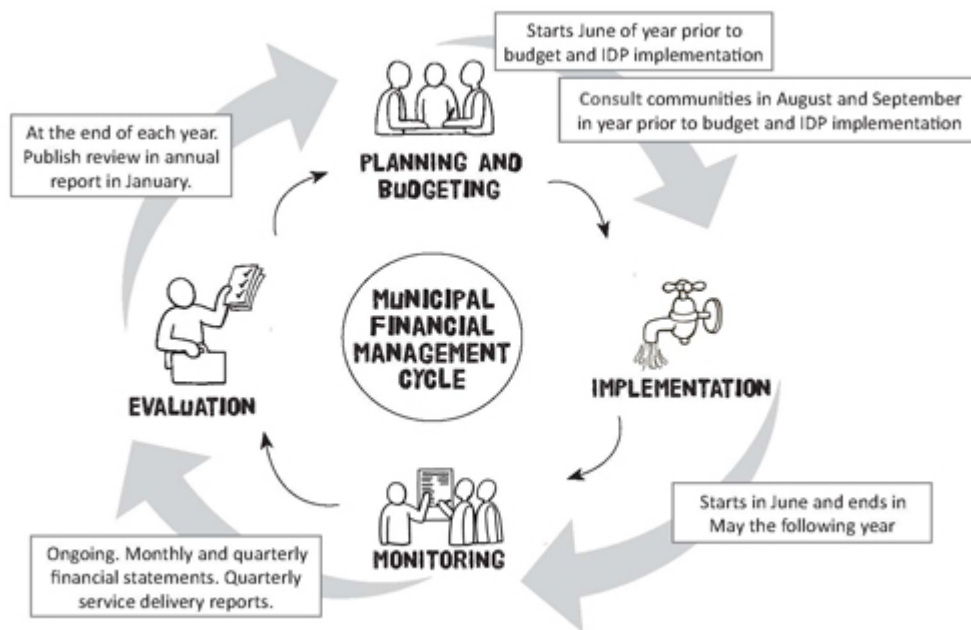 Starts June of year prior to
budget and IDP implementation
Consult communities in August and September
in year prior to budget and IDP implementation
At the end of each year.
Publish review in annual
report in January.
PLANNING AND
BUDGETING
MUNICIPAL
FINANCIAL
MANAGEMENT
CYCLE
EVALUATION
IMPLEMENTATION
Starts in June and ends in
May the following year
MONITORING
Ongoing. Monthly and quarterly
financial statements. Quarterly
service delivery reports.